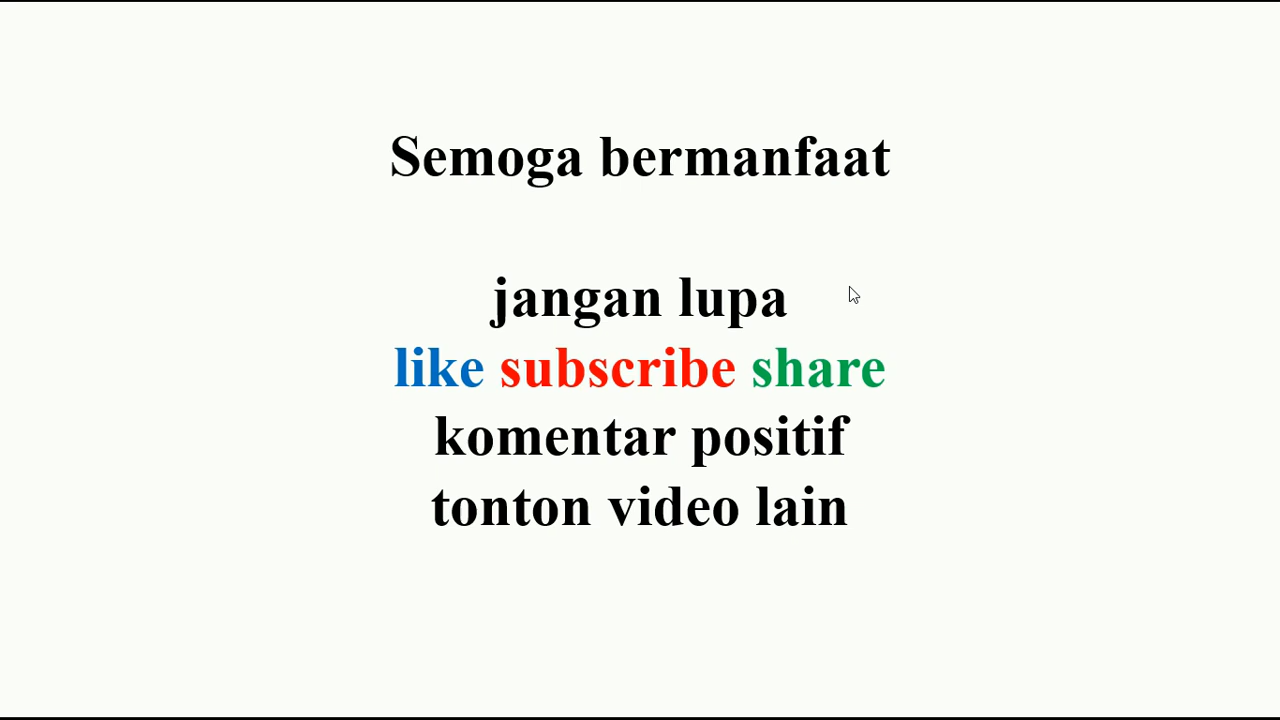 Semoga bermanfaat
jangan lupa
like subscribe share
komentar positif
tonton video lain